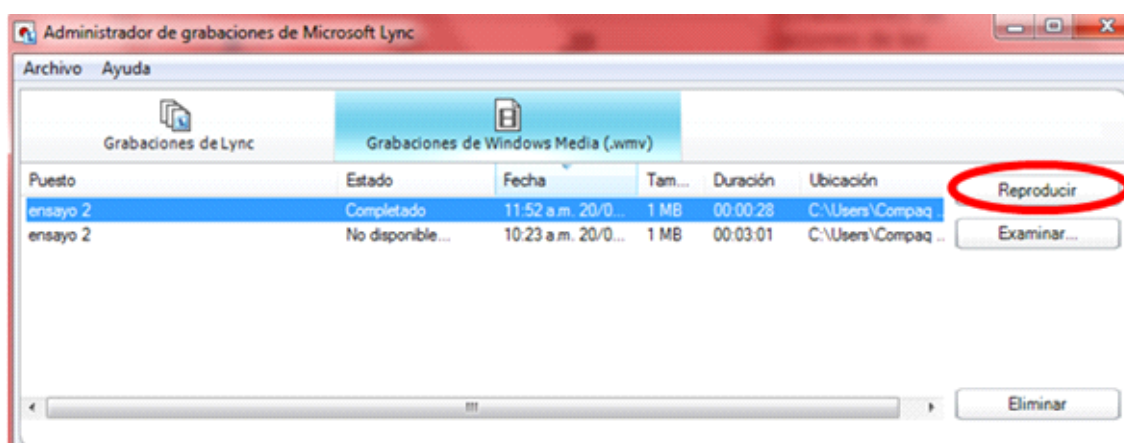 Administrador de grabaciones de Microsoft Lync
Archivo Ayuda
Grabaciones de Lync Grabaciones de Windows Media (.wmv)
Puesto Estado Fecha Tam... Duración Ubicación Reproducir
ensayo 2 Completado 11:52 a.m. 20/0... 1 MB 00:00:28 C:\Users\Compaq ...
ensayo 2 No disponible... 10:23 a.m. 20/0... 1 MB 00:03:01 C:\Users\Compaq ... Examinar...
Eliminar